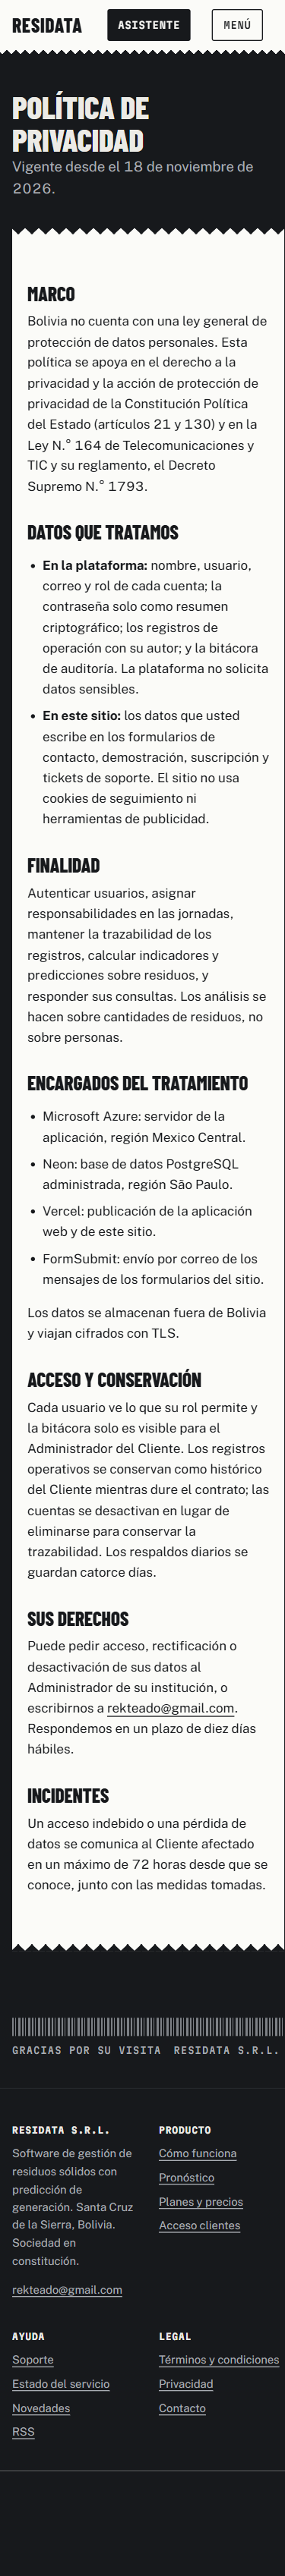 RESIDATA
ASISTENTE
MENÚ
POLÍTICA DE
PRIVACIDAD
Vigente desde el 18 de noviembre de
2026.
MARCO
Bolivia no cuenta con una ley general de
protección de datos personales. Esta
política se apoya en el derecho a la
privacidad y la acción de protección de
privacidad de la Constitución Política
del Estado (artículos 21 y 130) y en la
Ley N.° 164 de Telecomunicaciones y
TIC y su reglamento, el Decreto
Supremo N.° 1793.
DATOS QUE TRATAMOS
• En la plataforma: nombre, usuario,
correo y rol de cada cuenta; la
contraseña solo como resumen
criptográfico; los registros de
operación con su autor; y la bitácora
de auditoría. La plataforma no solicita
datos sensibles.
• En este sitio: los datos que usted
escribe en los formularios de
contacto, demostración, suscripción y
tickets de soporte. El sitio no usa
cookies de seguimiento ni
herramientas de publicidad.
FINALIDAD
Autenticar usuarios, asignar
responsabilidades en las jornadas,
mantener la trazabilidad de los
registros, calcular indicadores y
predicciones sobre residuos, y
responder sus consultas. Los análisis se
hacen sobre cantidades de residuos, no
sobre personas.
ENCARGADOS DEL TRATAMIENTO
• Microsoft Azure: servidor de la
aplicación, región Mexico Central.
• Neon: base de datos PostgreSQL
administrada, región São Paulo.
• Vercel: publicación de la aplicación
web y de este sitio.
• FormSubmit: envío por correo de los
mensajes de los formularios del sitio.
Los datos se almacenan fuera de Bolivia
y viajan cifrados con TLS.
ACCESO Y CONSERVACIÓN
Cada usuario ve lo que su rol permite y
la bitácora solo es visible para el
Administrador del Cliente. Los registros
operativos se conservan como histórico
del Cliente mientras dure el contrato; las
cuentas se desactivan en lugar de
eliminarse para conservar la
trazabilidad. Los respaldos diarios se
guardan catorce días.
SUS DERECHOS
Puede pedir acceso, rectificación o
desactivación de sus datos al
Administrador de su institución, o
escribirnos a rekteado@gmail.com.
Respondemos en un plazo de diez días
hábiles.
INCIDENTES
Un acceso indebido o una pérdida de
datos se comunica al Cliente afectado
en un máximo de 72 horas desde que se
conoce, junto con las medidas tomadas.
GRACIAS POR SU VISITA RESIDATA S.R.L.
RESIDATA S.R.L.
Software de gestión de
residuos sólidos con
predicción de
generación. Santa Cruz
de la Sierra, Bolivia.
Sociedad en
constitución.
rekteado@gmail.com
PRODUCTO
Cómo funciona
Pronóstico
Planes y precios
Acceso clientes
AYUDA
Soporte
Estado del servicio
Novedades
RSS
LEGAL
Términos y condiciones
Privacidad
Contacto